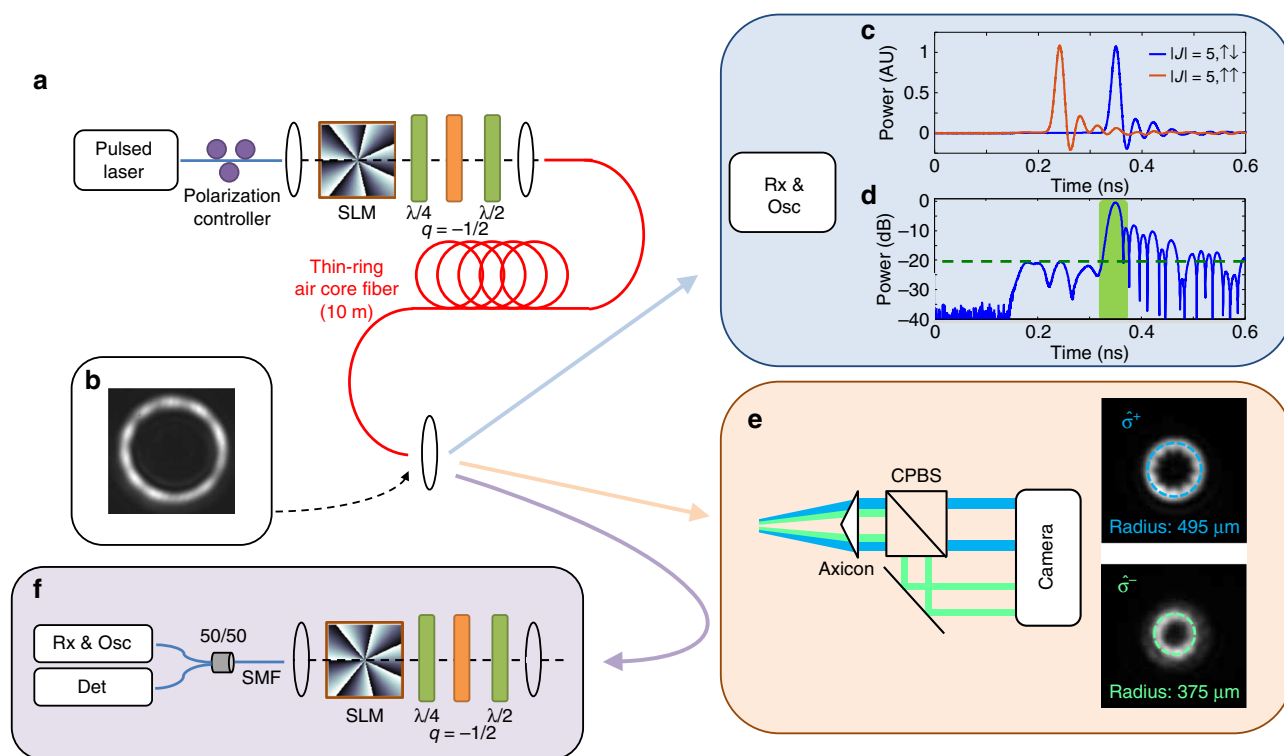 a
Pulsed
laser
Polarization
controller
SLM
λ/4
λ/2
q = −1/2
Thin-ring
air core fiber
(10 m)
b
c
Power (AU)
1
0.5
0
|J| = 5,↑↓
|J| = 5,↑↑
0
0.2
0.4
0.6
Time (ns)
Rx &
Osc
d
Power (dB)
0
−10
−20
−30
−40
0
0.2
0.4
0.6
Time (ns)
e
CPBS
Axicon
Camera
σ̂⁺
Radius: 495 μm
σ̂⁻
Radius: 375 μm
f
Rx & Osc
Det
50/50
SMF
SLM
λ/4
λ/2
q = −1/2